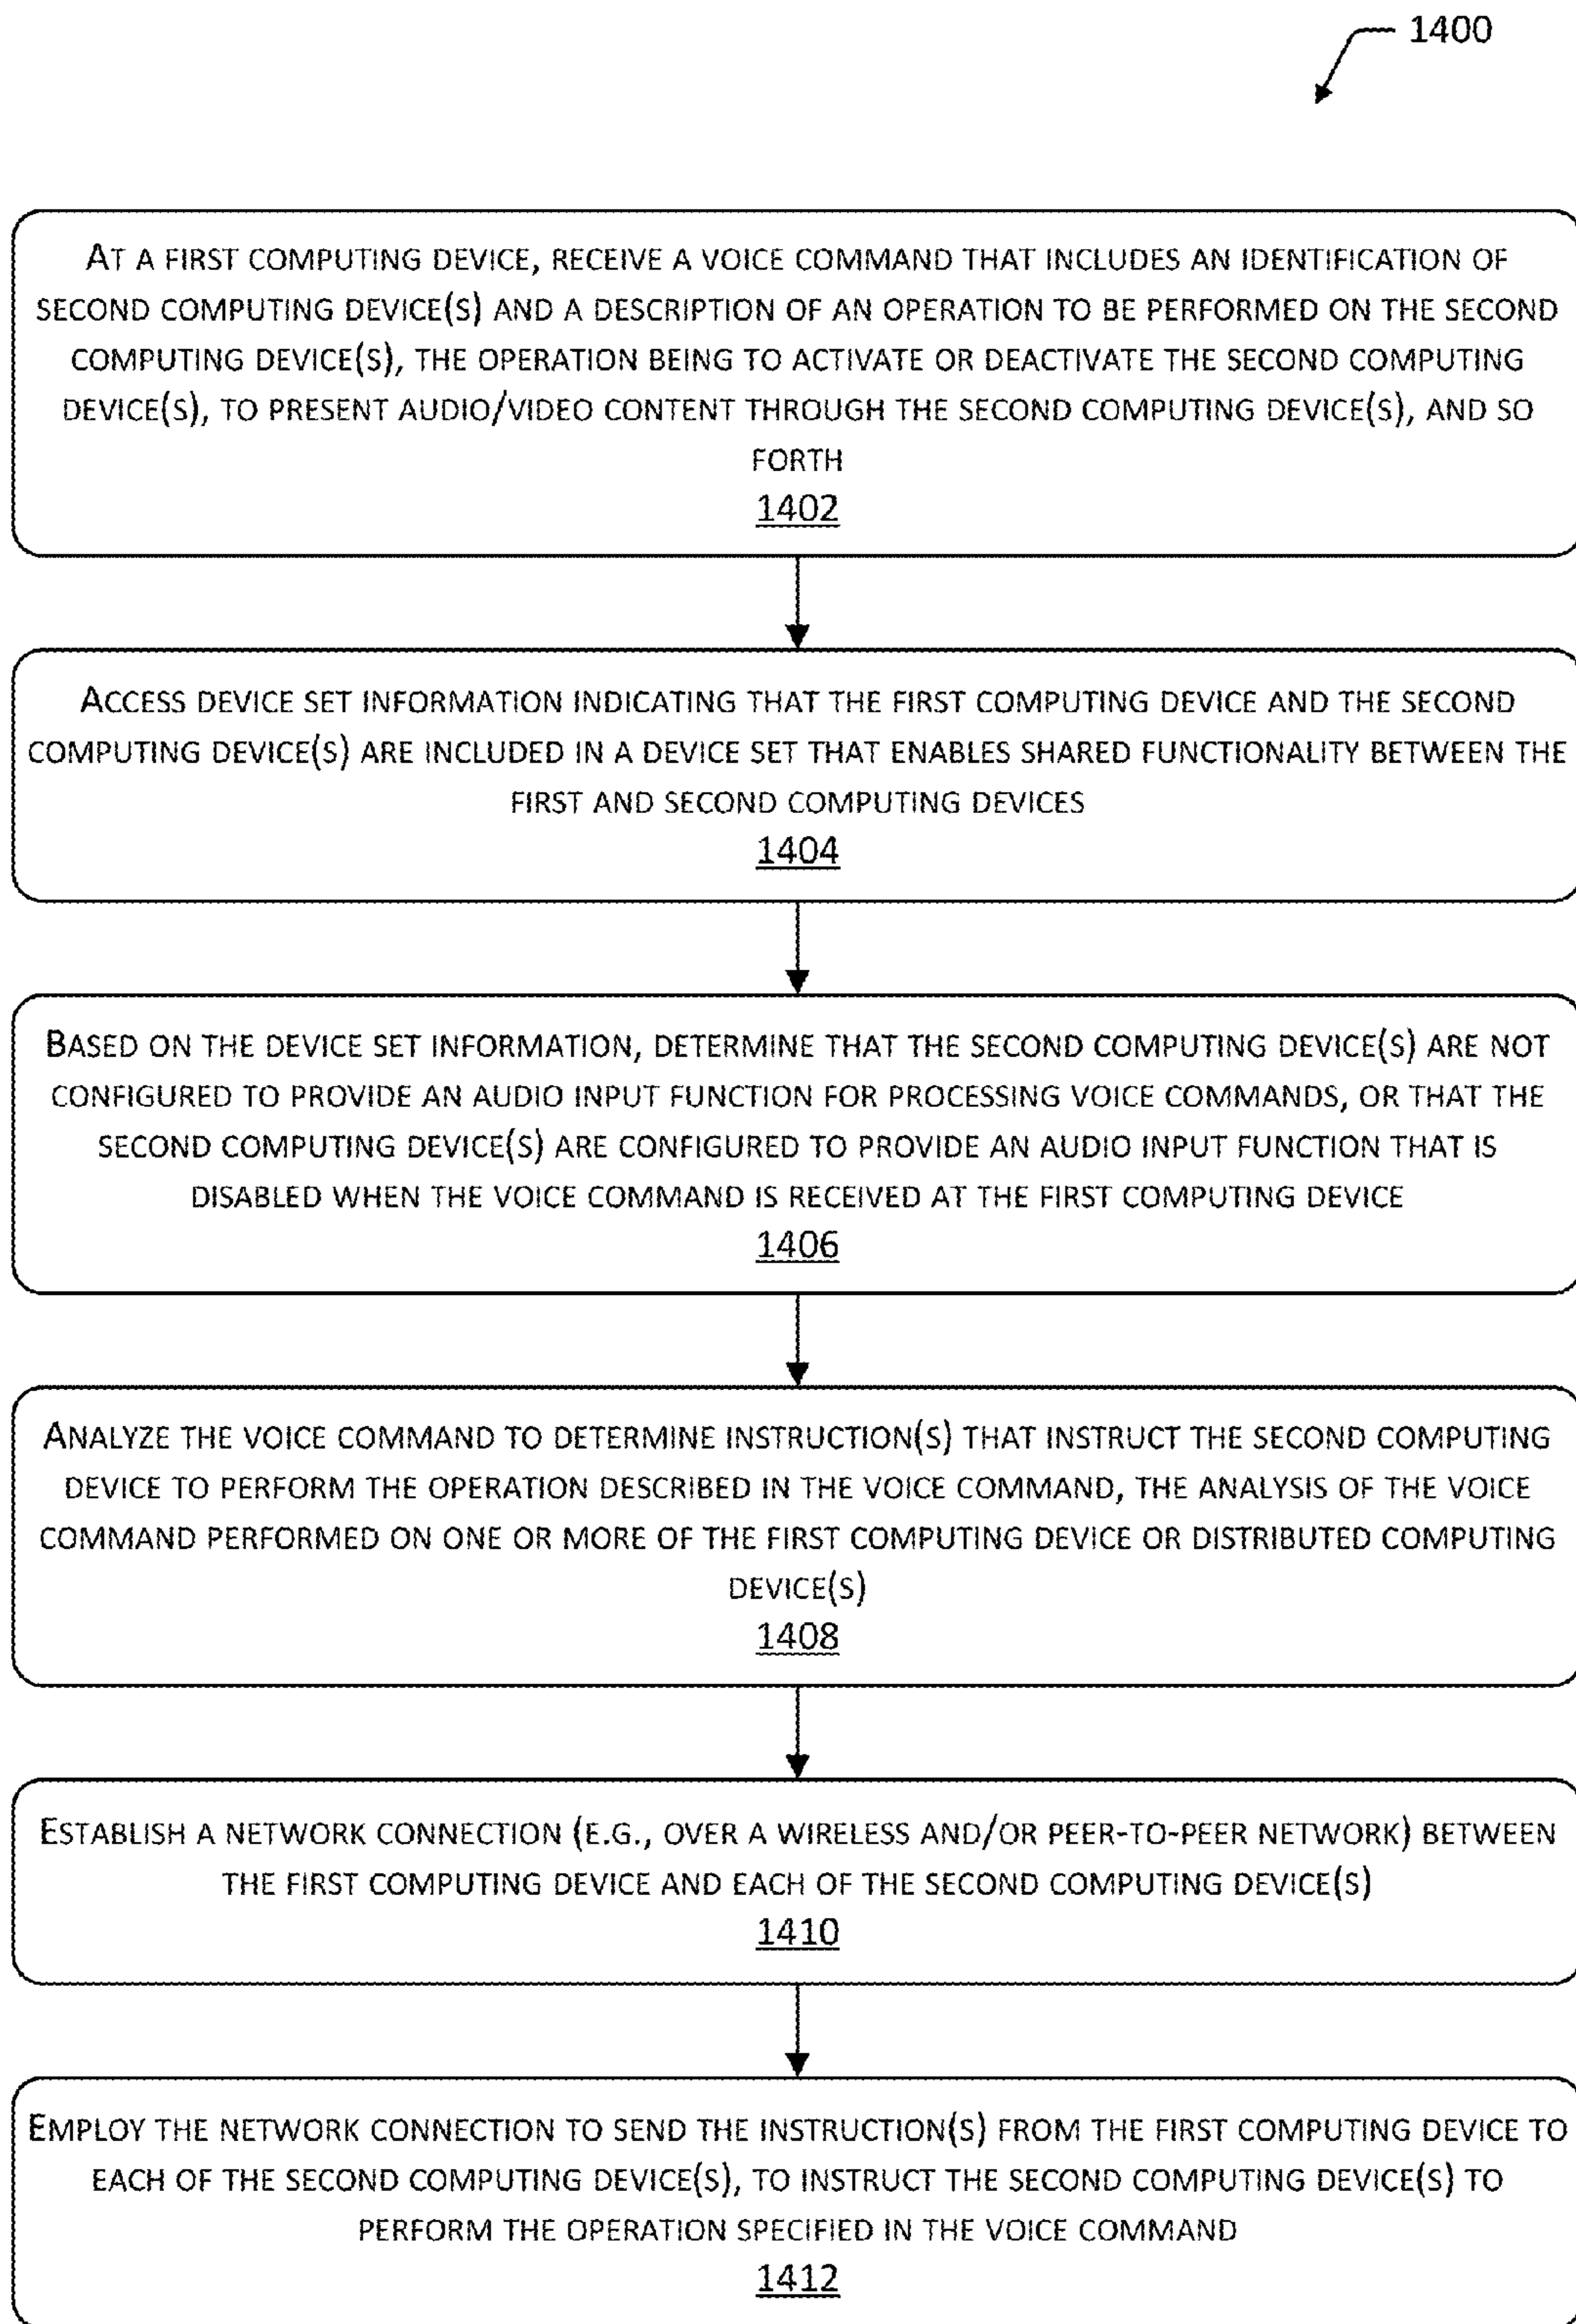 1400
AT A FIRST COMPUTING DEVICE, RECEIVE A VOICE COMMAND THAT INCLUDES AN IDENTIFICATION OF
SECOND COMPUTING DEVICE(S) AND A DESCRIPTION OF AN OPERATION TO BE PERFORMED ON THE SECOND
COMPUTING DEVICE(S), THE OPERATION BEING TO ACTIVATE OR DEACTIVATE THE SECOND COMPUTING
DEVICE(S), TO PRESENT AUDIO/VIDEO CONTENT THROUGH THE SECOND COMPUTING DEVICE(S), AND SO
FORTH
1402
ACCESS DEVICE SET INFORMATION INDICATING THAT THE FIRST COMPUTING DEVICE AND THE SECOND
COMPUTING DEVICE(S) ARE INCLUDED IN A DEVICE SET THAT ENABLES SHARED FUNCTIONALITY BETWEEN THE
FIRST AND SECOND COMPUTING DEVICES
1404
BASED ON THE DEVICE SET INFORMATION, DETERMINE THAT THE SECOND COMPUTING DEVICE(S) ARE NOT
CONFIGURED TO PROVIDE AN AUDIO INPUT FUNCTION FOR PROCESSING VOICE COMMANDS, OR THAT THE
SECOND COMPUTING DEVICE(S) ARE CONFIGURED TO PROVIDE AN AUDIO INPUT FUNCTION THAT IS
DISABLED WHEN THE VOICE COMMAND IS RECEIVED AT THE FIRST COMPUTING DEVICE
1406
ANALYZE THE VOICE COMMAND TO DETERMINE INSTRUCTION(S) THAT INSTRUCT THE SECOND COMPUTING
DEVICE TO PERFORM THE OPERATION DESCRIBED IN THE VOICE COMMAND, THE ANALYSIS OF THE VOICE
COMMAND PERFORMED ON ONE OR MORE OF THE FIRST COMPUTING DEVICE OR DISTRIBUTED COMPUTING
DEVICE(S)
1408
ESTABLISH A NETWORK CONNECTION (E.G., OVER A WIRELESS AND/OR PEER-TO-PEER NETWORK) BETWEEN
THE FIRST COMPUTING DEVICE AND EACH OF THE SECOND COMPUTING DEVICE(S)
1410
EMPLOY THE NETWORK CONNECTION TO SEND THE INSTRUCTION(S) FROM THE FIRST COMPUTING DEVICE TO
EACH OF THE SECOND COMPUTING DEVICE(S), TO INSTRUCT THE SECOND COMPUTING DEVICE(S) TO
PERFORM THE OPERATION SPECIFIED IN THE VOICE COMMAND
1412